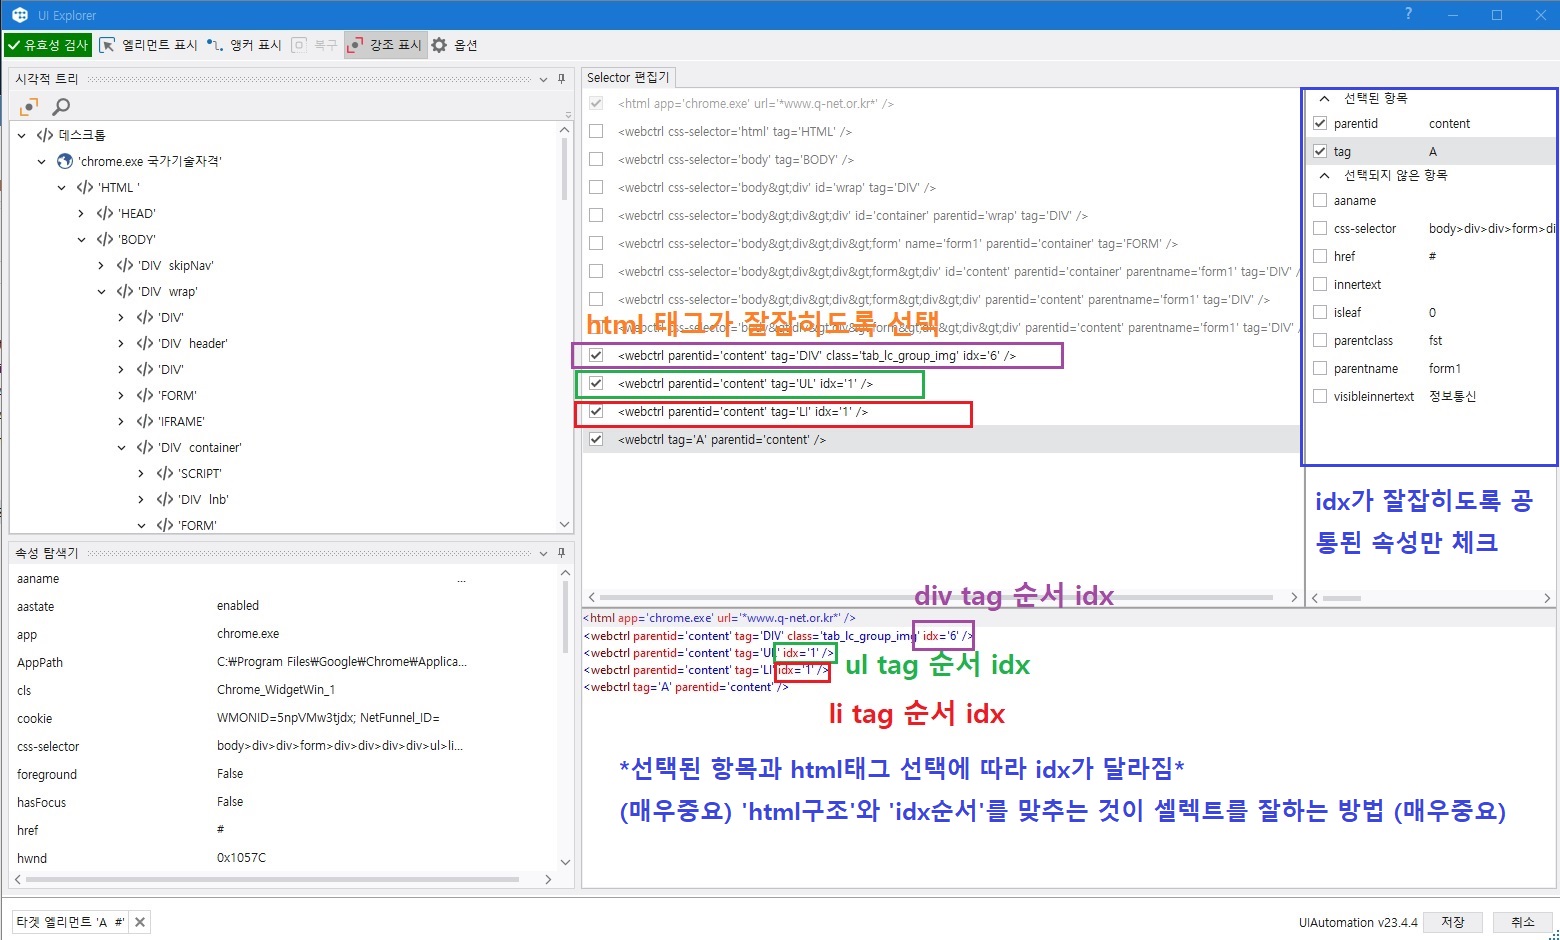 UI Explorer
유효성 검사 엘리먼트 표시 앵커 표시 복구 강조 표시 옵션
시각적 트리
</> 데스크톱
'chrome.exe 국가기술자격'
</> 'HTML '
</> 'HEAD'
</> 'BODY'
</> 'DIV skipNav'
</> 'DIV wrap'
</> 'DIV'
</> 'DIV header'
</> 'DIV'
</> 'FORM'
</> 'IFRAME'
</> 'DIV container'
</> 'SCRIPT'
</> 'DIV lnb'
</> 'FORM'
속성 탐색기
aaname ...
aastate enabled
app chrome.exe
AppPath C:₩Program Files₩Google₩Chrome₩Applica...
cls Chrome_WidgetWin_1
cookie WMONID=5npVMw3tjdx; NetFunnel_ID=
css-selector body>div>div>form>div>div>div>div>ul>li...
foreground False
hasFocus False
href #
hwnd 0x1057C
Selector 편집기
<html app='chrome.exe' url='*www.q-net.or.kr*' />
<webctrl css-selector='html' tag='HTML' />
<webctrl css-selector='body' tag='BODY' />
<webctrl css-selector='body&gt;div' id='wrap' tag='DIV' />
<webctrl css-selector='body&gt;div&gt;div' id='container' parentid='wrap' tag='DIV' />
<webctrl css-selector='body&gt;div&gt;div&gt;form' name='form1' parentid='container' tag='FORM' />
<webctrl css-selector='body&gt;div&gt;div&gt;form&gt;div' id='content' parentid='container' parentname='form1' tag='DIV' /
<webctrl css-selector='body&gt;div&gt;div&gt;form&gt;div&gt;div' parentid='content' parentname='form1' tag='DIV' />
html 태그가 잘잡히도록 선택
<webctrl css-selector='body&gt;div&gt;div&gt;form&gt;div&gt;div&gt;div' parentid='content' parentname='form1' tag='DIV' /
<webctrl parentid='content' tag='DIV' class='tab_lc_group_img' idx='6' />
<webctrl parentid='content' tag='UL' idx='1' />
<webctrl parentid='content' tag='LI' idx='1' />
<webctrl tag='A' parentid='content' />
선택된 항목
parentid content
tag A
선택되지 않은 항목
aaname
css-selector body>div>div>form>di
href #
innertext
isleaf 0
parentclass fst
parentname form1
visibleinnertext 정보통신
idx가 잘잡히도록 공
통된 속성만 체크
div tag 순서 idx
<html app='chrome.exe' url='*www.q-net.or.kr*' />
<webctrl parentid='content' tag='DIV' class='tab_lc_group_img' idx='6' />
<webctrl parentid='content' tag='UL' idx='1' />
ul tag 순서 idx
<webctrl parentid='content' tag='LI' idx='1' />
<webctrl tag='A' parentid='content' />
li tag 순서 idx
*선택된 항목과 html태그 선택에 따라 idx가 달라짐*
(매우중요) 'html구조'와 'idx순서'를 맞추는 것이 셀렉트를 잘하는 방법 (매우중요)
타겟 엘리먼트 'A #'
UIAutomation v23.4.4 저장 취소